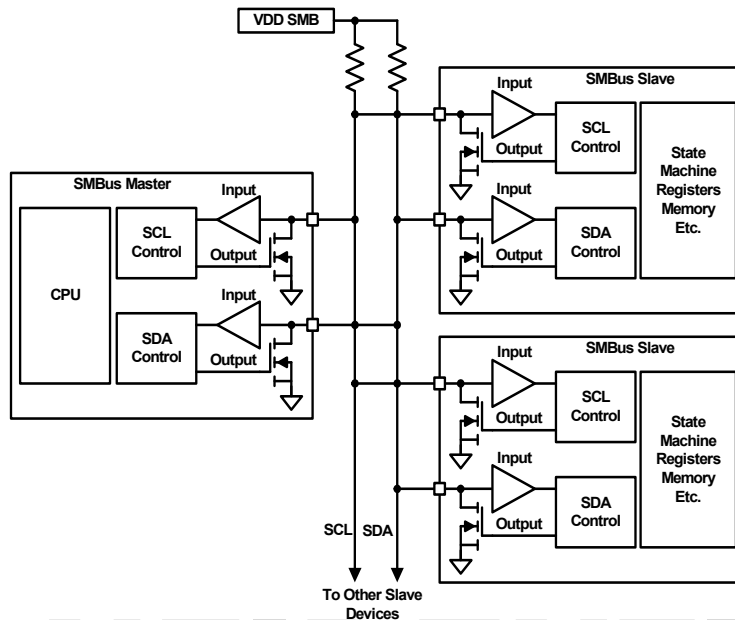 VDD SMB
SMBus Master
CPU
SCL
Control
Input
Output
SDA
Control
Input
Output
SMBus Slave
Input
Output
SCL
Control
Input
Output
SDA
Control
State
Machine
Registers
Memory
Etc.
SMBus Slave
Input
Output
SCL
Control
Input
Output
SDA
Control
State
Machine
Registers
Memory
Etc.
SCL
SDA
To Other Slave
Devices